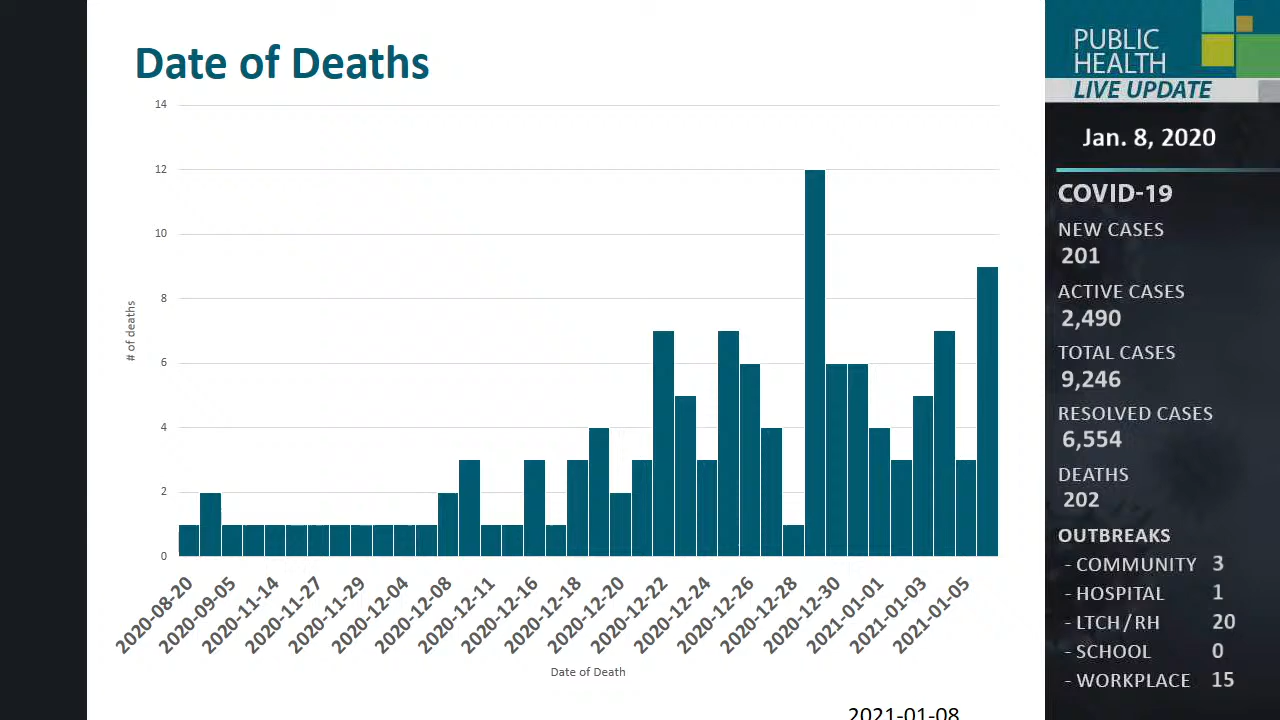 Date of Deaths
14
12
10
8
6
4
2
0
# of deaths
2020-08-20
2020-09-05
2020-11-14
2020-11-27
2020-11-29
2020-12-04
2020-12-08
2020-12-11
2020-12-16
2020-12-18
2020-12-20
2020-12-22
2020-12-24
2020-12-26
2020-12-28
2020-12-30
2021-01-01
2021-01-03
2021-01-05
Date of Death
2021-01-08
PUBLIC
HEALTH
LIVE UPDATE
Jan. 8, 2020
COVID-19
NEW CASES
201
ACTIVE CASES
2,490
TOTAL CASES
9,246
RESOLVED CASES
6,554
DEATHS
202
OUTBREAKS
- COMMUNITY 3
- HOSPITAL 1
- LTCH/RH 20
- SCHOOL 0
- WORKPLACE 15